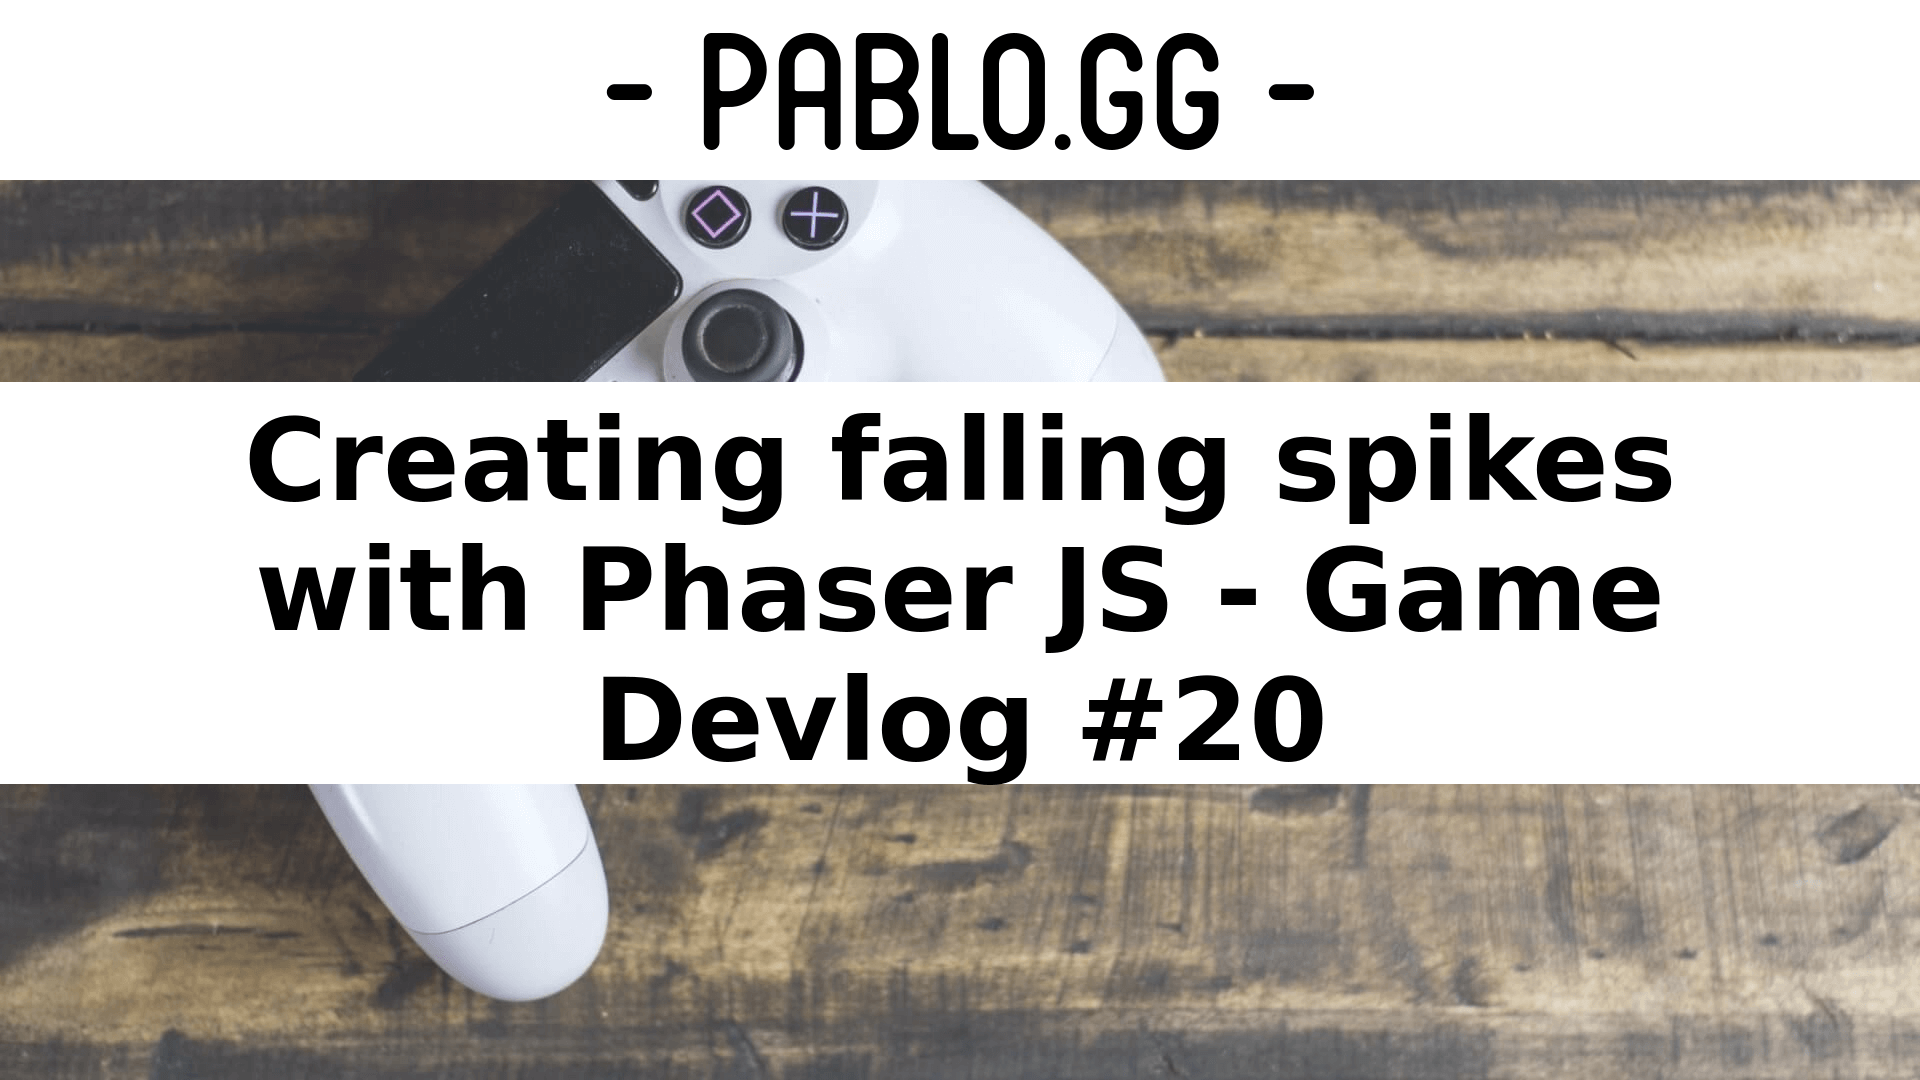 - PABLO.GG -
Creating falling spikes
with Phaser JS - Game
Devlog #20